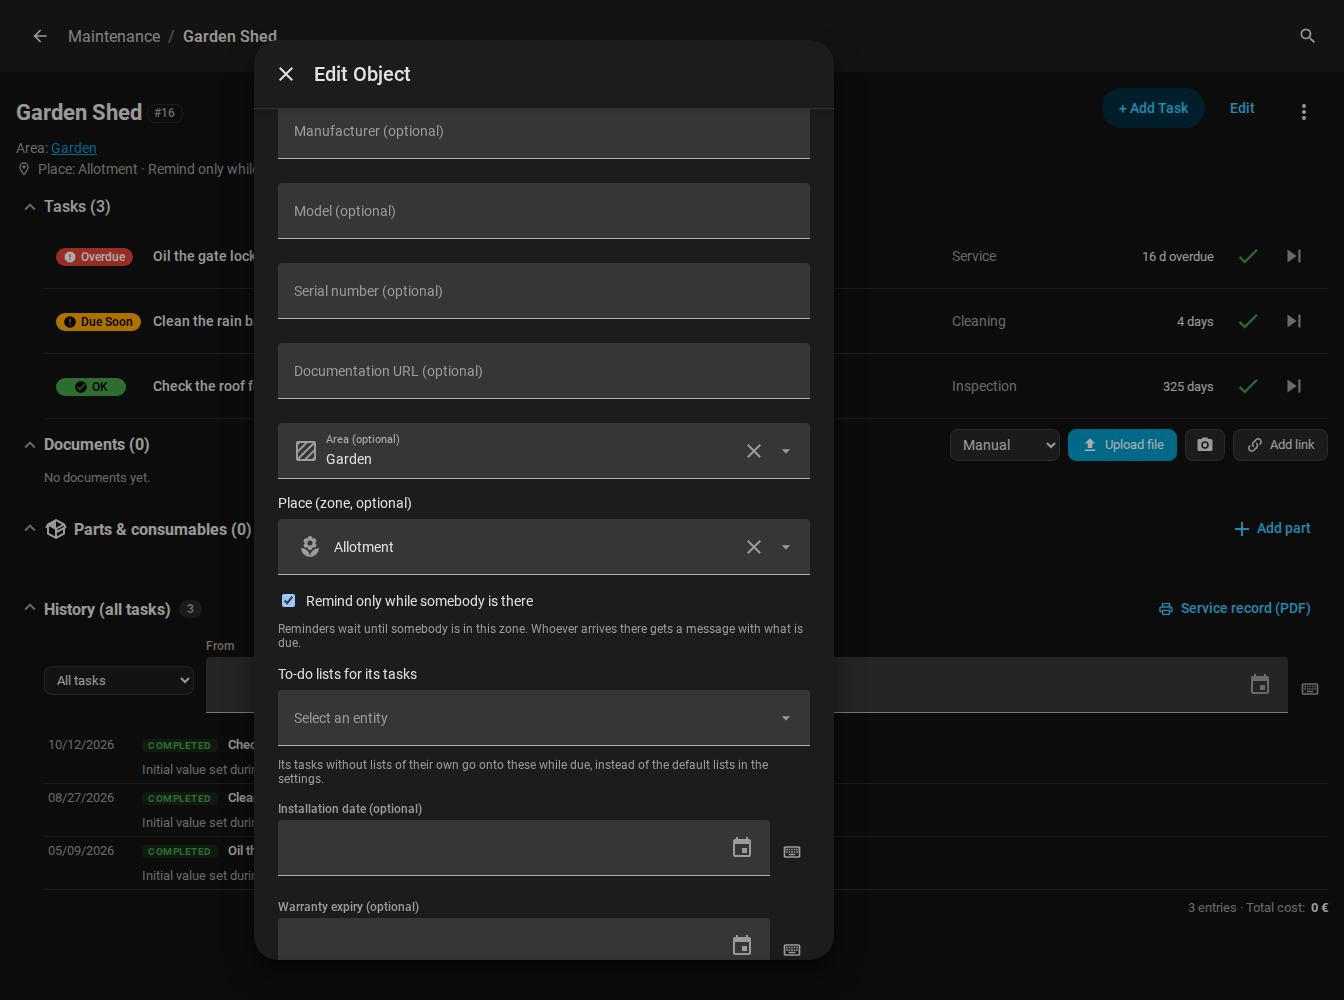 Maintenance / Garden Shed
Edit Object
Garden Shed #16
+ Add Task
Edit
Area: Garden
Place: Allotment · Remind only while
Tasks (3)
Overdue
Oil the gate lock
Service
16 d overdue
Due Soon
Clean the rain b
Cleaning
4 days
OK
Check the roof f
Inspection
325 days
Documents (0)
Manual
Upload file
Add link
No documents yet.
Parts & consumables (0)
Add part
History (all tasks) 3
Service record (PDF)
From
All tasks
10/12/2026
COMPLETED
Chec
Initial value set durin
08/27/2026
COMPLETED
Clea
Initial value set durin
05/09/2026
COMPLETED
Oil th
Initial value set durin
3 entries · Total cost: 0 €
Manufacturer (optional)
Model (optional)
Serial number (optional)
Documentation URL (optional)
Area (optional)
Garden
Place (zone, optional)
Allotment
Remind only while somebody is there
Reminders wait until somebody is in this zone. Whoever arrives there gets a message with what is
due.
To-do lists for its tasks
Select an entity
Its tasks without lists of their own go onto these while due, instead of the default lists in the
settings.
Installation date (optional)
Warranty expiry (optional)